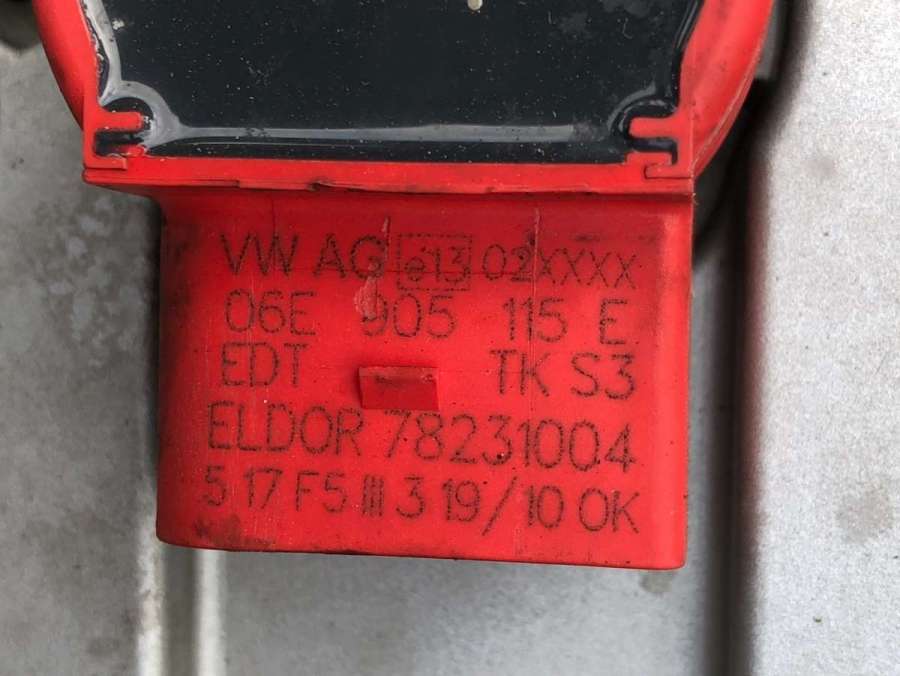 VW AG e13 02XXXX
06E 905 115 E
EDT TK S3
ELDOR 78231004
5 17 F5 III 3 19/10 OK